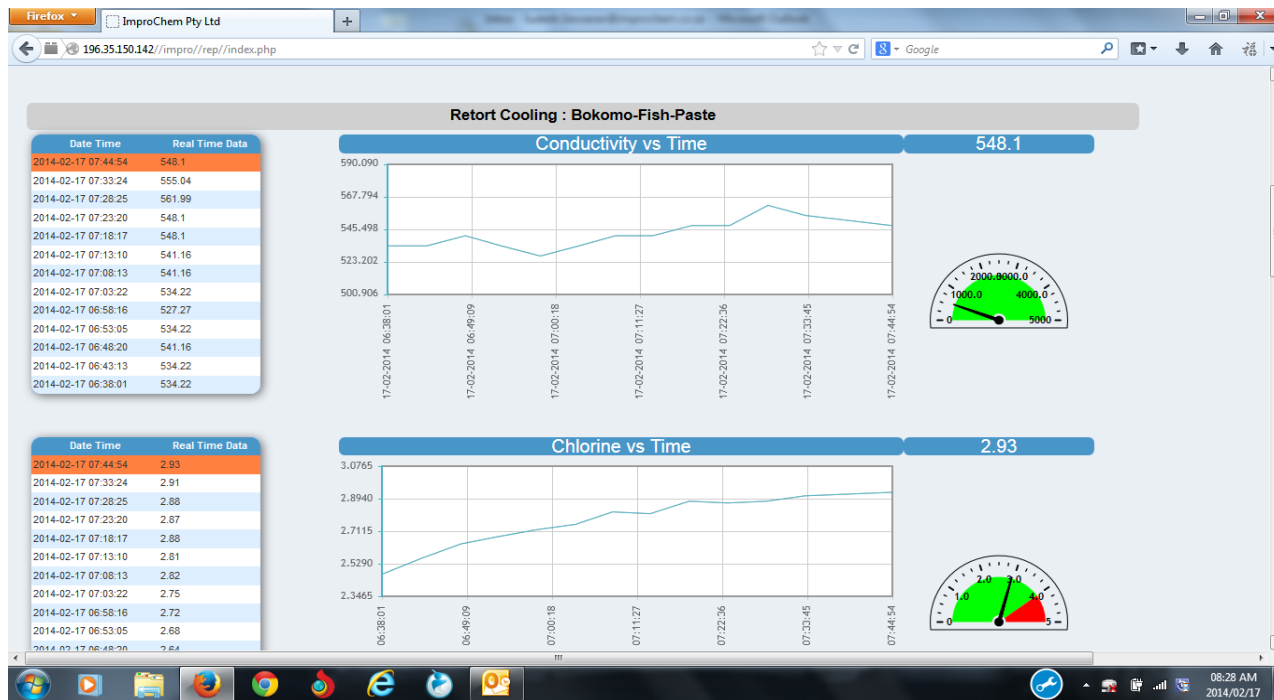 Firefox
ImproChem Pty Ltd
196.35.150.142//impro//rep//index.php
Google
Retort Cooling : Bokomo-Fish-Paste
Date Time Real Time Data
2014-02-17 07:44:54 548.1
2014-02-17 07:33:24 555.04
2014-02-17 07:28:25 561.99
2014-02-17 07:23:20 548.1
2014-02-17 07:18:17 548.1
2014-02-17 07:13:10 541.16
2014-02-17 07:08:13 541.16
2014-02-17 07:03:22 534.22
2014-02-17 06:58:16 527.27
2014-02-17 06:53:05 534.22
2014-02-17 06:48:20 541.16
2014-02-17 06:43:13 534.22
2014-02-17 06:38:01 534.22
Conductivity vs Time
590.090
567.794
545.498
523.202
500.906
17-02-2014 06:38:01
17-02-2014 06:49:09
17-02-2014 07:00:18
17-02-2014 07:11:27
17-02-2014 07:22:36
17-02-2014 07:33:45
17-02-2014 07:44:54
548.1
0
1000.0
2000.0
4000.0
5000
Date Time Real Time Data
2014-02-17 07:44:54 2.93
2014-02-17 07:33:24 2.91
2014-02-17 07:28:25 2.88
2014-02-17 07:23:20 2.87
2014-02-17 07:18:17 2.88
2014-02-17 07:13:10 2.81
2014-02-17 07:08:13 2.82
2014-02-17 07:03:22 2.75
2014-02-17 06:58:16 2.72
2014-02-17 06:53:05 2.68
2014-02-17 06:48:20 2.64
Chlorine vs Time
3.0765
2.8940
2.7115
2.5290
2.3465
06:38:01
06:49:09
07:00:18
07:11:27
07:22:36
07:33:45
07:44:54
2.93
0
1.0
2.0
3.0
4.0
5
08:28 AM
2014/02/17